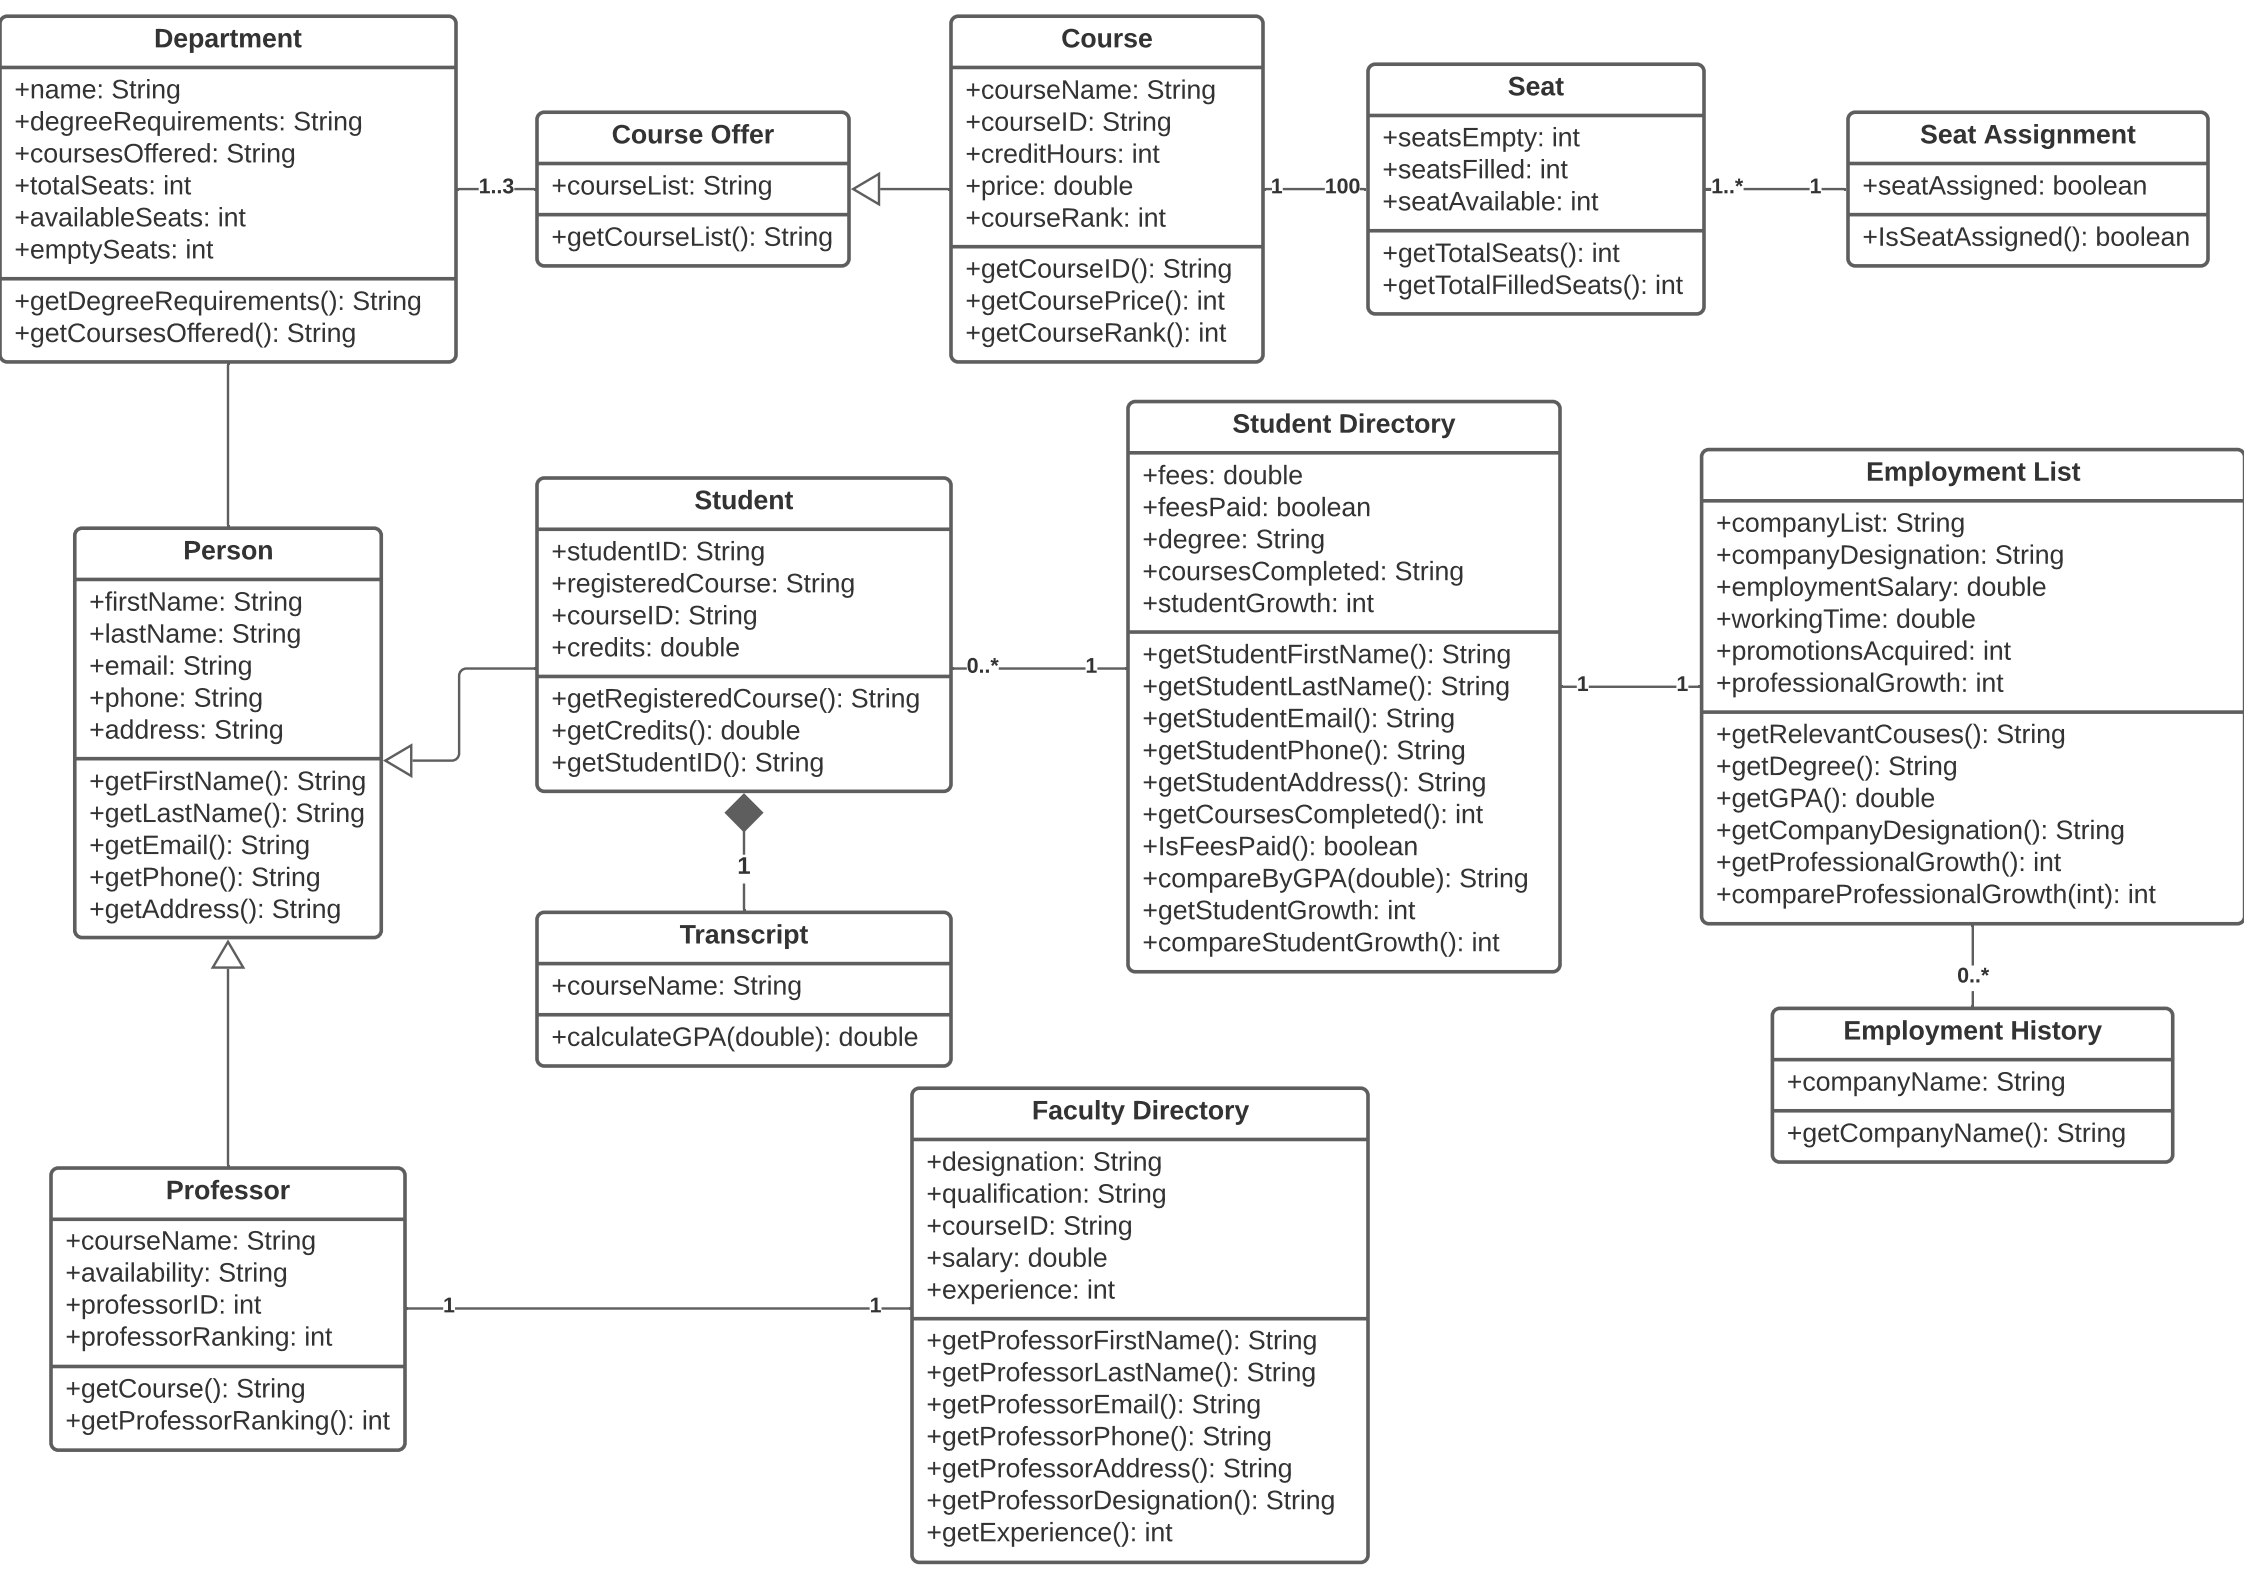 Department
+name: String
+degreeRequirements: String
+coursesOffered: String
+totalSeats: int
+availableSeats: int
+emptySeats: int
+getDegreeRequirements(): String
+getCoursesOffered(): String
1..3
Course Offer
+courseList: String
+getCourseList(): String
Course
+courseName: String
+courseID: String
+creditHours: int
+price: double
+courseRank: int
+getCourseID(): String
+getCoursePrice(): int
+getCourseRank(): int
1
100
Seat
+seatsEmpty: int
+seatsFilled: int
+seatAvailable: int
+getTotalSeats(): int
+getTotalFilledSeats(): int
1..*
1
Seat Assignment
+seatAssigned: boolean
+IsSeatAssigned(): boolean
Person
+firstName: String
+lastName: String
+email: String
+phone: String
+address: String
+getFirstName(): String
+getLastName(): String
+getEmail(): String
+getPhone(): String
+getAddress(): String
Student
+studentID: String
+registeredCourse: String
+courseID: String
+credits: double
+getRegisteredCourse(): String
+getCredits(): double
+getStudentID(): String
0..*
1
Student Directory
+fees: double
+feesPaid: boolean
+degree: String
+coursesCompleted: String
+studentGrowth: int
+getStudentFirstName(): String
+getStudentLastName(): String
+getStudentEmail(): String
+getStudentPhone(): String
+getStudentAddress(): String
+getCoursesCompleted(): int
+IsFeesPaid(): boolean
+compareByGPA(double): String
+getStudentGrowth: int
+compareStudentGrowth(): int
1
1
Employment List
+companyList: String
+companyDesignation: String
+employmentSalary: double
+workingTime: double
+promotionsAcquired: int
+professionalGrowth: int
+getRelevantCouses(): String
+getDegree(): String
+getGPA(): double
+getCompanyDesignation(): String
+getProfessionalGrowth(): int
+compareProfessionalGrowth(int): int
1
Transcript
+courseName: String
+calculateGPA(double): double
0..*
Employment History
+companyName: String
+getCompanyName(): String
Professor
+courseName: String
+availability: String
+professorID: int
+professorRanking: int
+getCourse(): String
+getProfessorRanking(): int
1
1
Faculty Directory
+designation: String
+qualification: String
+courseID: String
+salary: double
+experience: int
+getProfessorFirstName(): String
+getProfessorLastName(): String
+getProfessorEmail(): String
+getProfessorPhone(): String
+getProfessorAddress(): String
+getProfessorDesignation(): String
+getExperience(): int